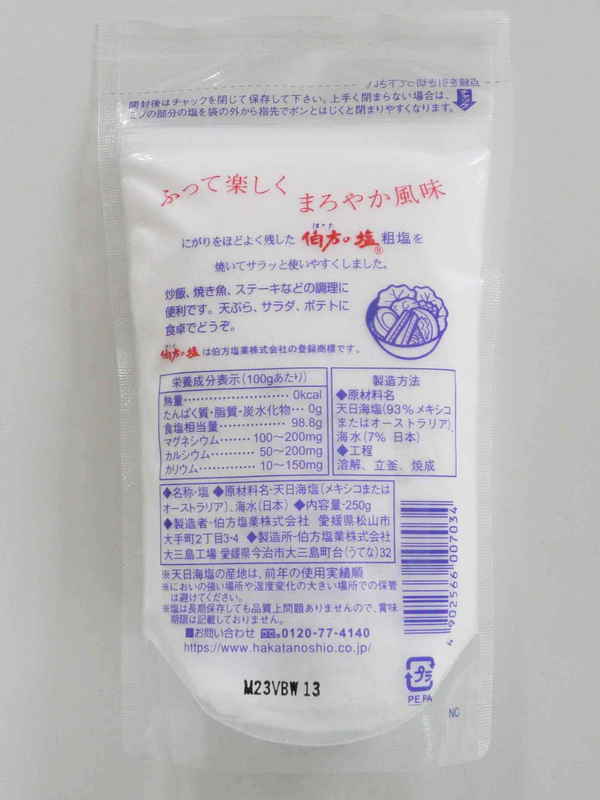 開封後はチャックを閉じて保存して下さい。上手く閉まらない場合は、
ミゾの部分の塩を袋の外から指先でポンとはじくと閉まりやすくなります。
ふって楽しく
まろやか風味
にがりをほどよく残した 伯方の塩® 粗塩を
はかた
焼いてサラッと使いやすくしました。
炒飯、焼き魚、ステーキなどの調理に
便利です。天ぷら、サラダ、ポテトに
食卓でどうぞ。
伯方の塩 は伯方塩業株式会社の登録商標です。
栄養成分表示(100gあたり)
熱量……………………0kcal
たんぱく質・脂質・炭水化物…0g
食塩相当量……………98.8g
マグネシウム……100〜200mg
カルシウム………50〜200mg
カリウム…………10〜150mg
製造方法
◆原材料名
天日海塩(93% メキシコ
またはオーストラリア)、
海水(7% 日本)
◆工程
溶解、立釜、焼成
◆名称・塩 ◆原材料名・天日海塩(メキシコまたは
オーストラリア)、海水(日本) ◆内容量・250g
◆製造者・伯方塩業株式会社 愛媛県松山市
大手町2丁目3-4 ◆製造所・伯方塩業株式会社
大三島工場 愛媛県今治市大三島町台(うてな)32
※天日海塩の産地は、前年の使用実績順
※においの強い場所や湿度変化の大きい場所での保管
は避けてください。
※塩は長期保存しても品質上問題ありませんので、賞味
期限は記載しておりません。
■お問い合わせ 0120-77-4140
https://www.hakatanoshio.co.jp/
4 902566 007034
M23VBW 13
プラ
PE,PA
NC